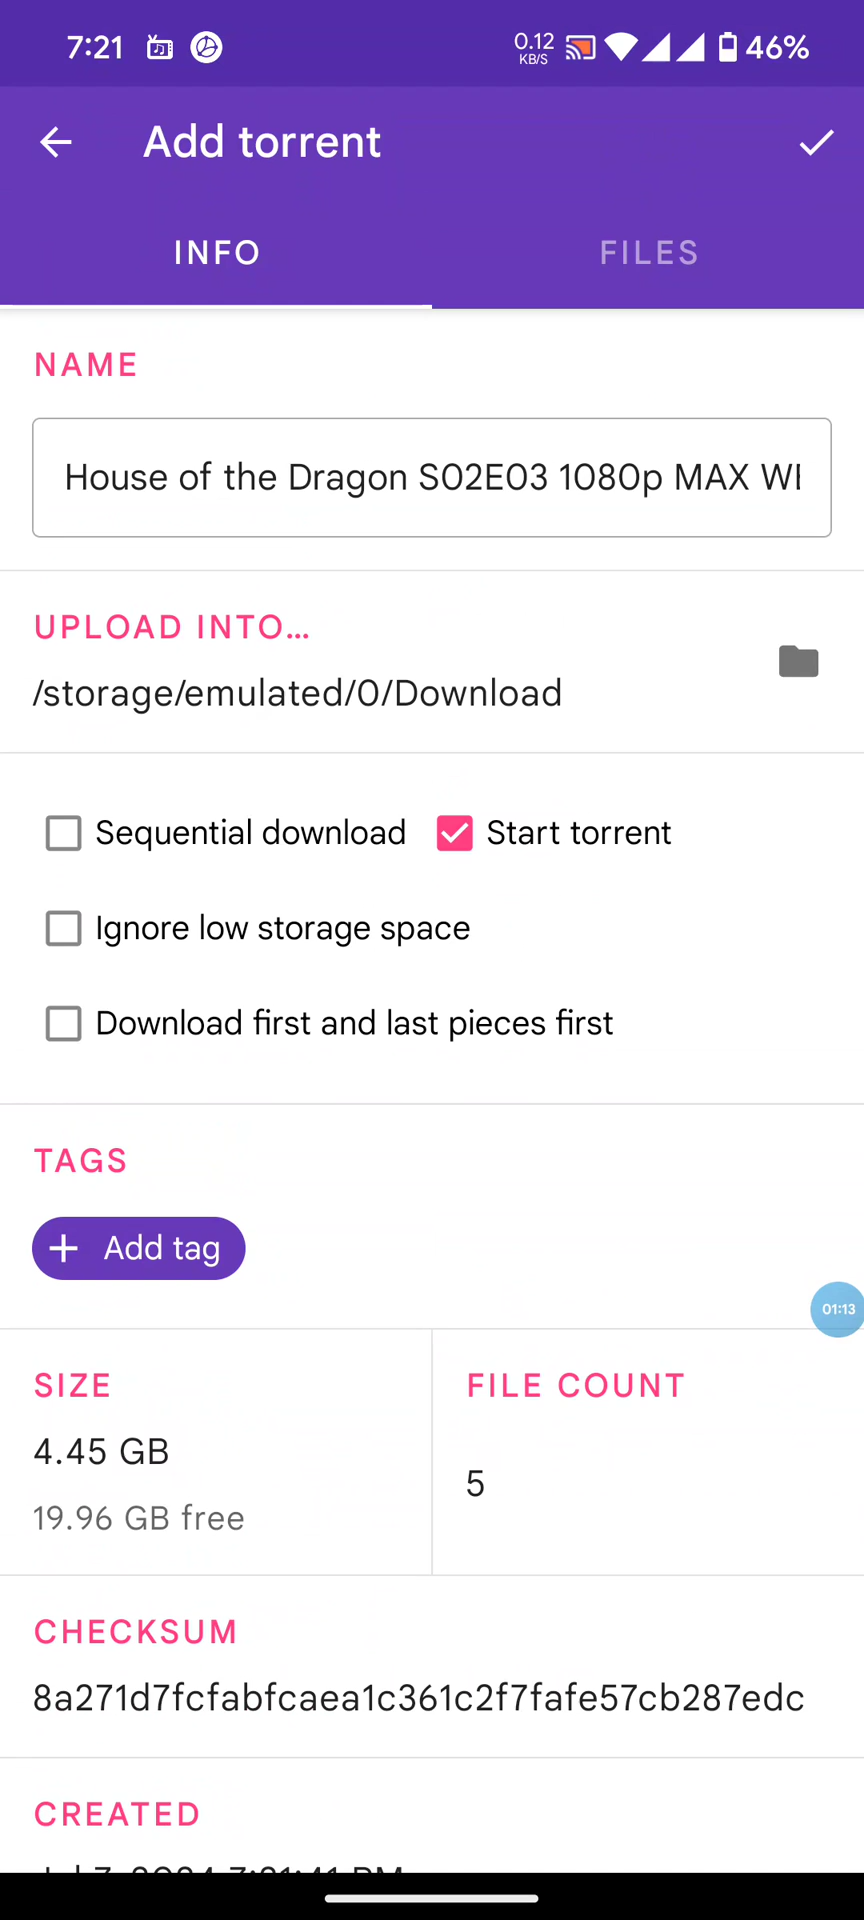 7:21
0.12
KB/S
46%
Add torrent
INFO
FILES
NAME
House of the Dragon S02E03 1080p MAX
UPLOAD INTO...
/storage/emulated/0/Download
Sequential download
Start torrent
Ignore low storage space
Download first and last pieces first
TAGS
+ Add tag
01:13
SIZE
FILE COUNT
4.45 GB
5
19.96 GB free
CHECKSUM
8a271d7fcfabfcaea1c361c2f7fafe57cb287edc
CREATED